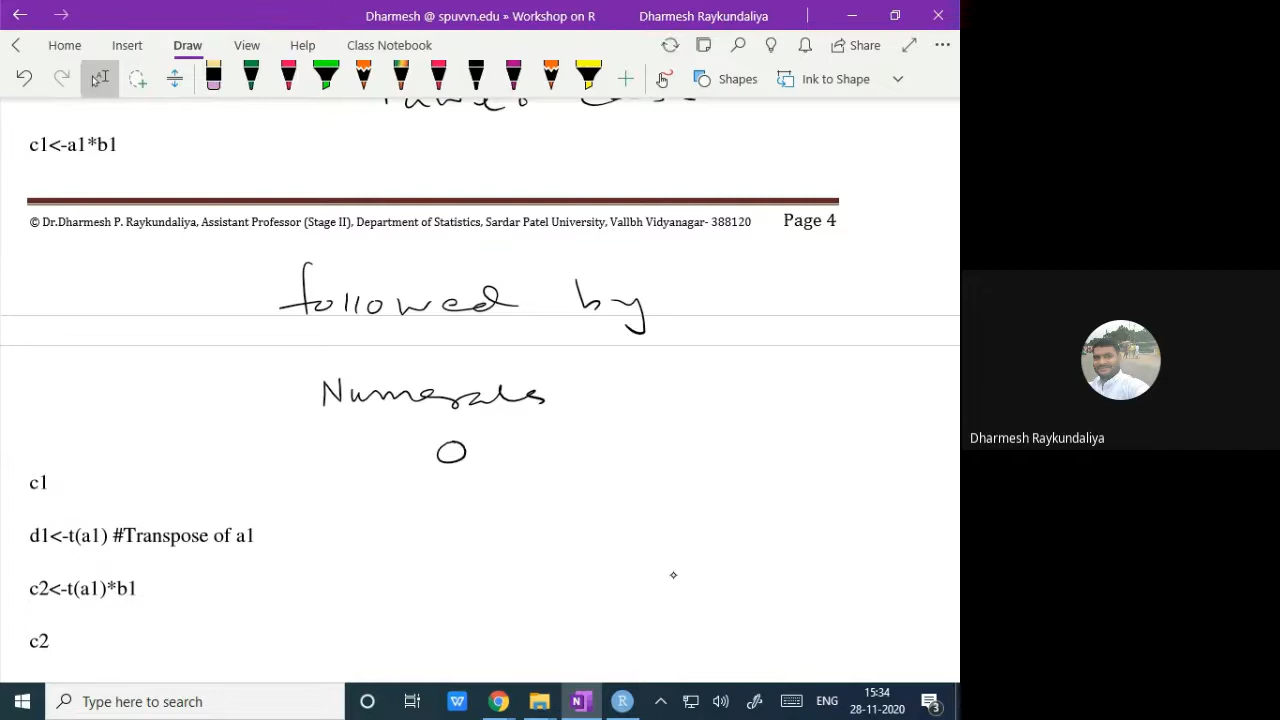 Dharmesh @ spuvvn.edu » Workshop on R
Dharmesh Raykundaliya
Home Insert Draw View Help Class Notebook
Share
Shapes
Ink to Shape
c1<-a1*b1
© Dr.Dharmesh P. Raykundaliya, Assistant Professor (Stage II), Department of Statistics, Sardar Patel University, Vallbh Vidyanagar- 388120 Page 4
followed by
Numerals
0
c1
d1<-t(a1) #Transpose of a1
c2<-t(a1)*b1
c2
Dharmesh Raykundaliya
Type here to search
ENG
15:34
28-11-2020
3